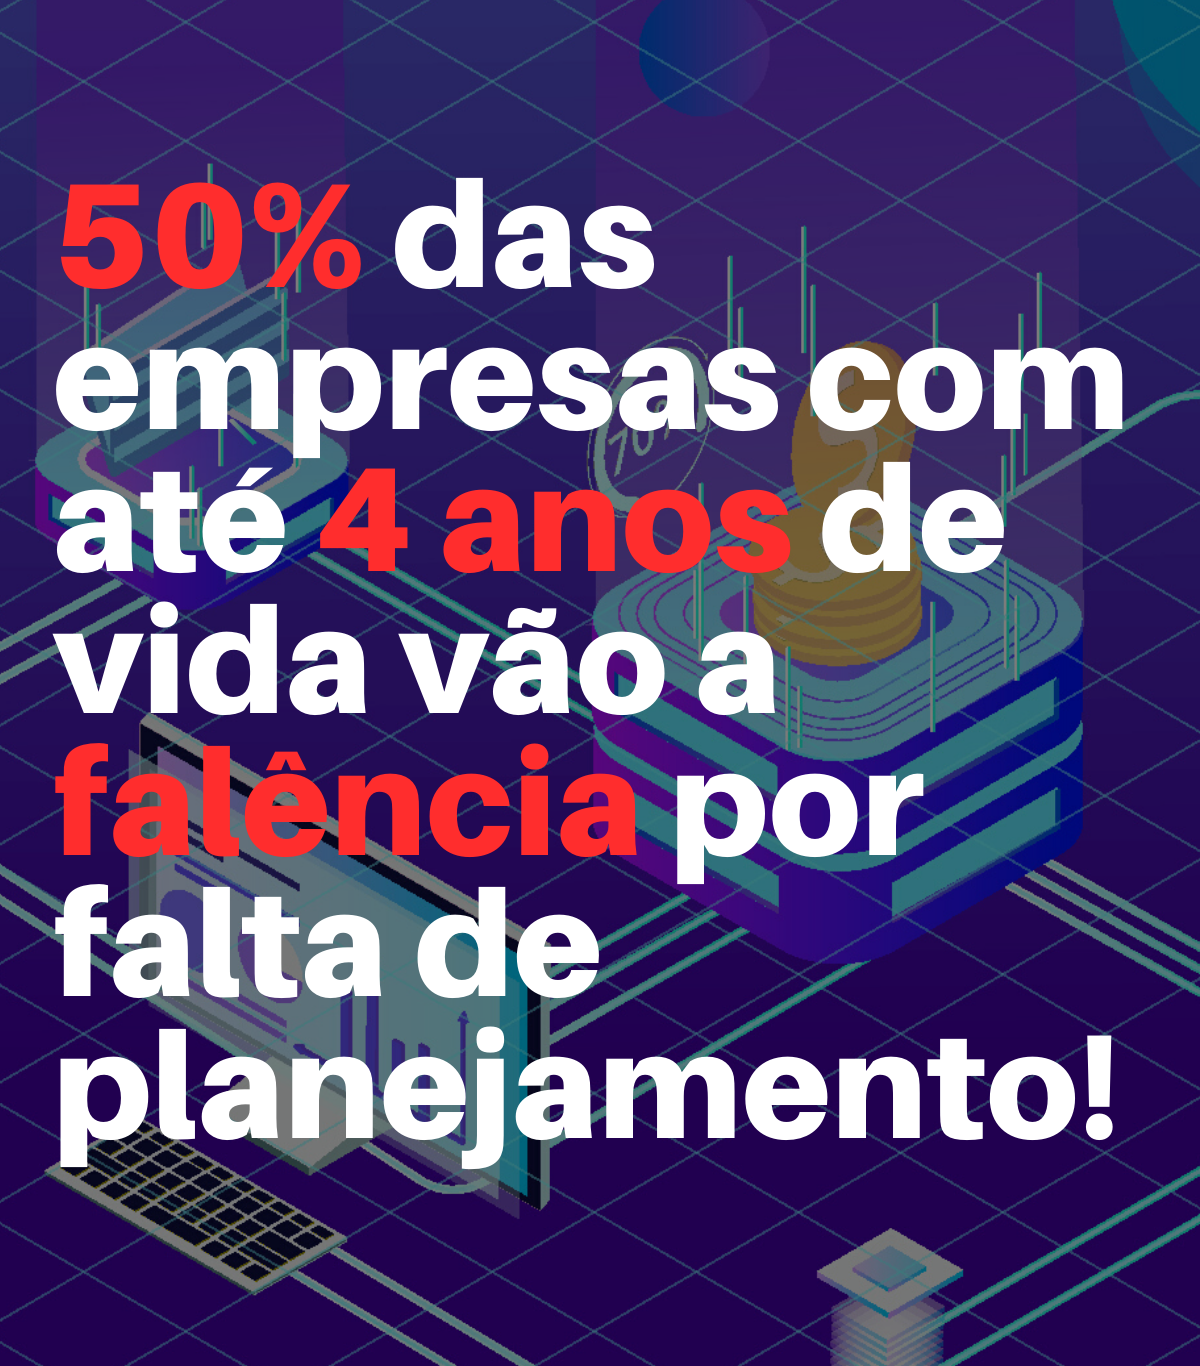 50% das
empresas com
até 4 anos de
vida vão a
falência por
falta de
planejamento!